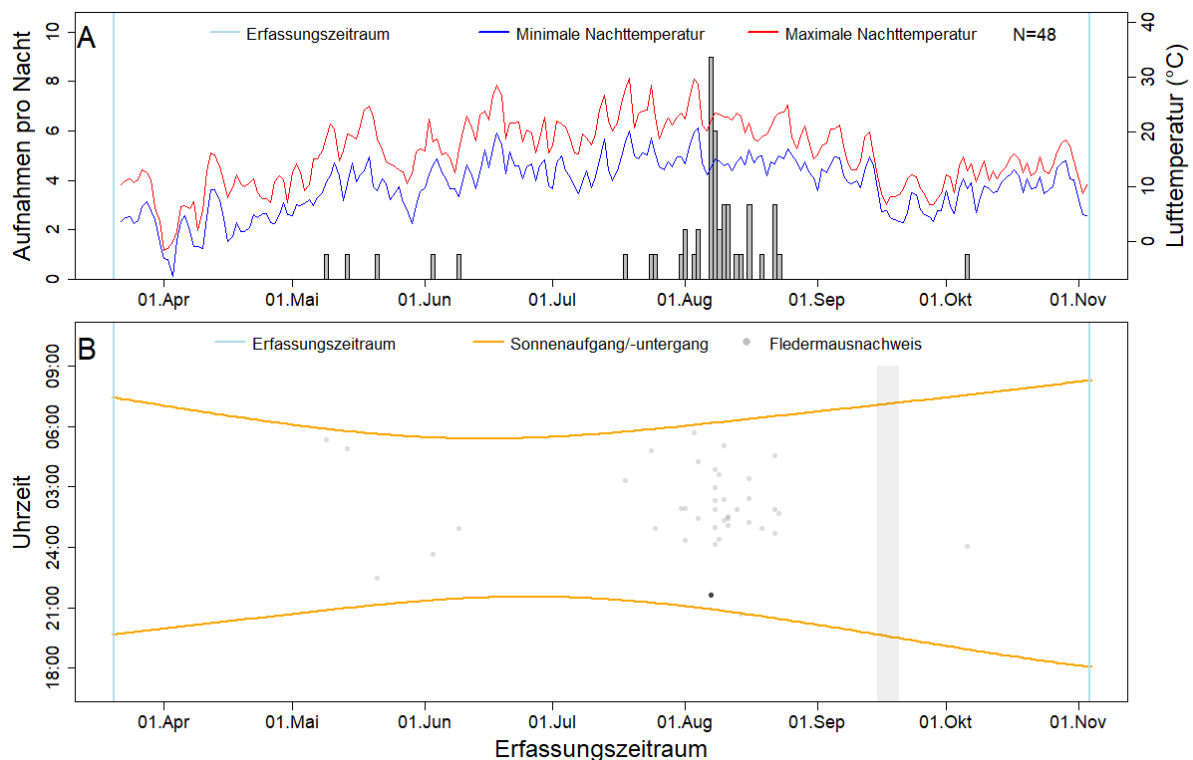 A
Erfassungszeitraum
Minimale Nachttemperatur
Maximale Nachttemperatur
N=48
Aufnahmen pro Nacht
10
8
6
4
2
0
Lufttemperatur (°C)
40
30
20
10
0
01.Apr
01.Mai
01.Jun
01.Jul
01.Aug
01.Sep
01.Okt
01.Nov
B
Erfassungszeitraum
Sonnenaufgang/-untergang
Fledermausnachweis
Uhrzeit
09:00
06:00
03:00
24:00
21:00
18:00
01.Apr
01.Mai
01.Jun
01.Jul
01.Aug
01.Sep
01.Okt
01.Nov
Erfassungszeitraum